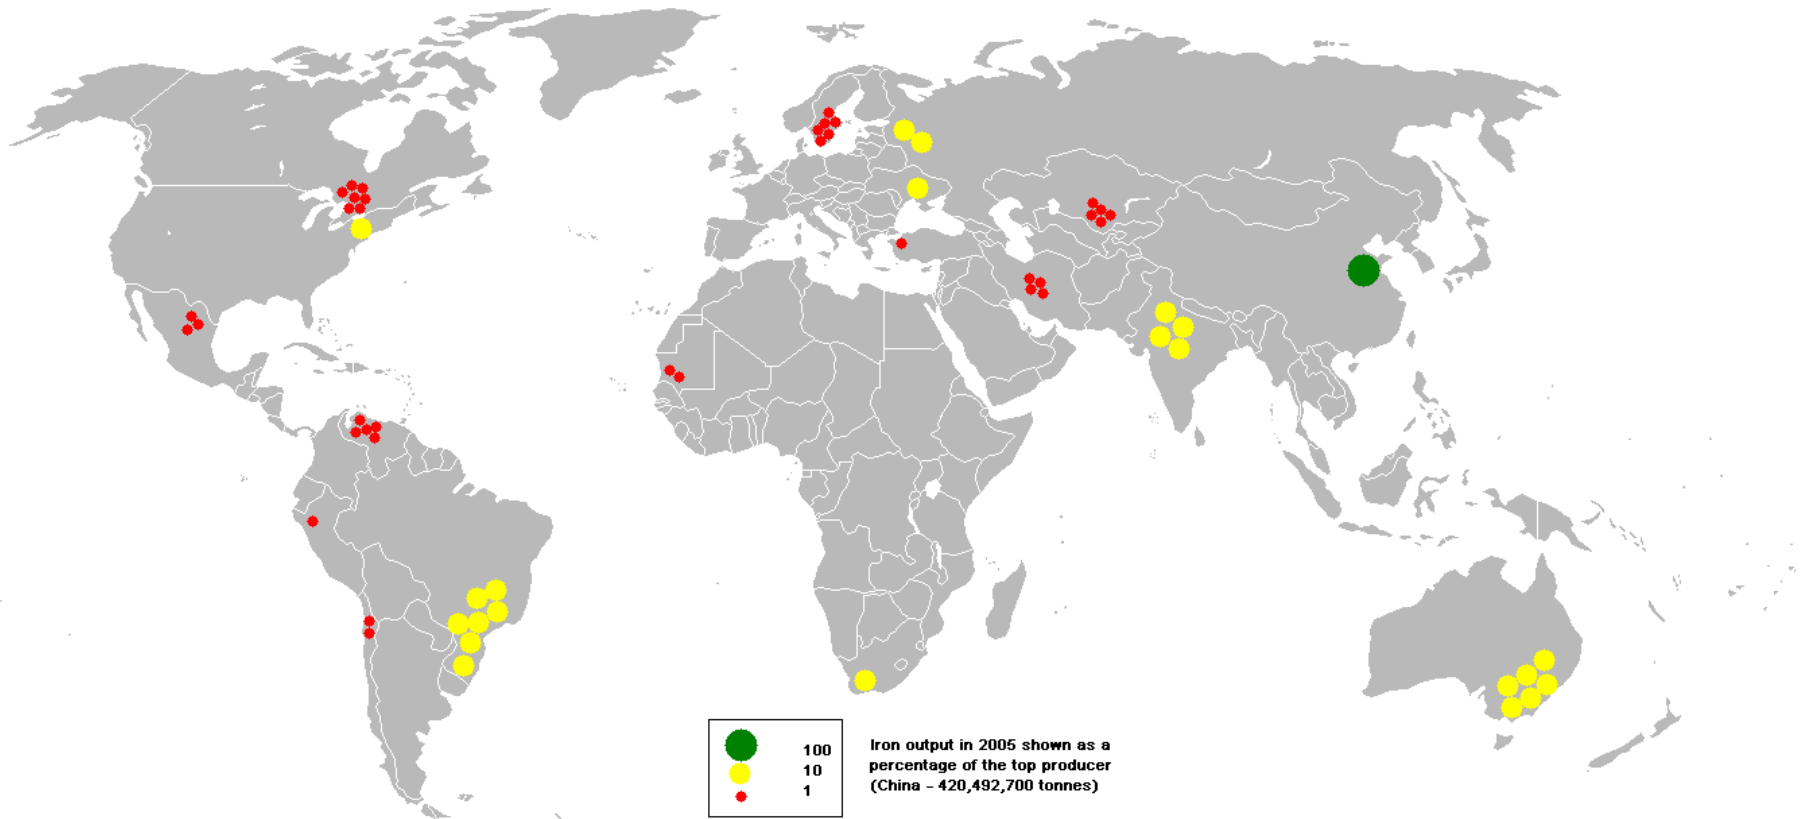 100
10
1
Iron output in 2005 shown as a
percentage of the top producer
(China - 420,492,700 tonnes)